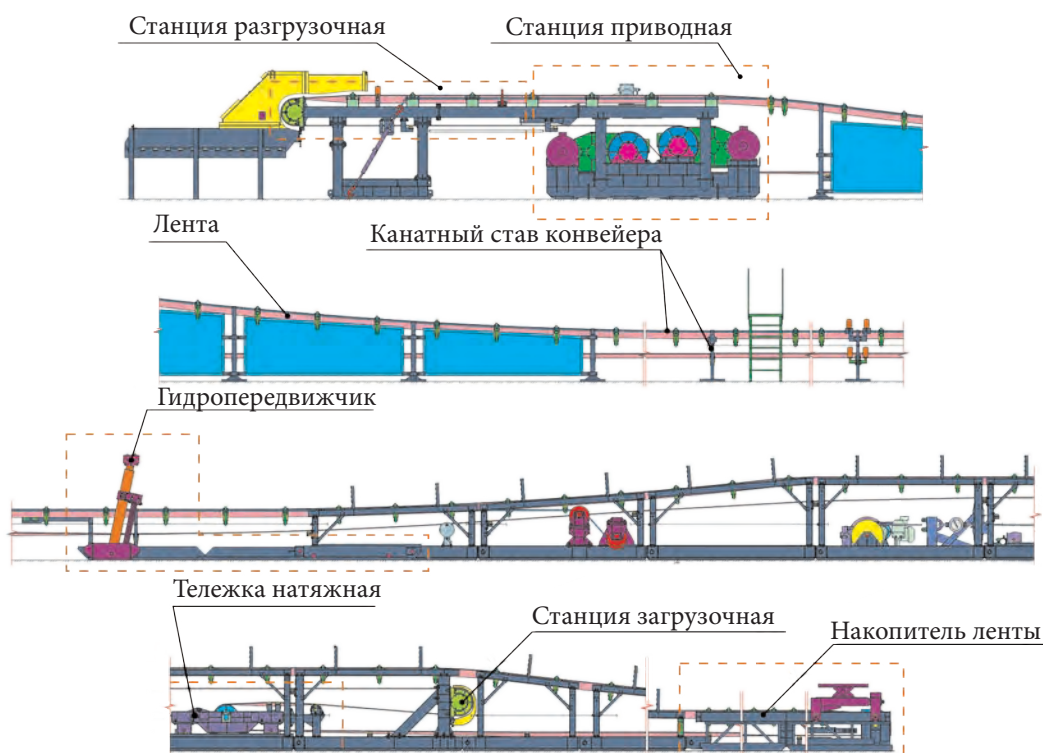 Станция разгрузочная
Станция приводная
Лента
Канатный став конвейера
Гидропередвижчик
Тележка натяжная
Станция загрузочная
Накопитель ленты